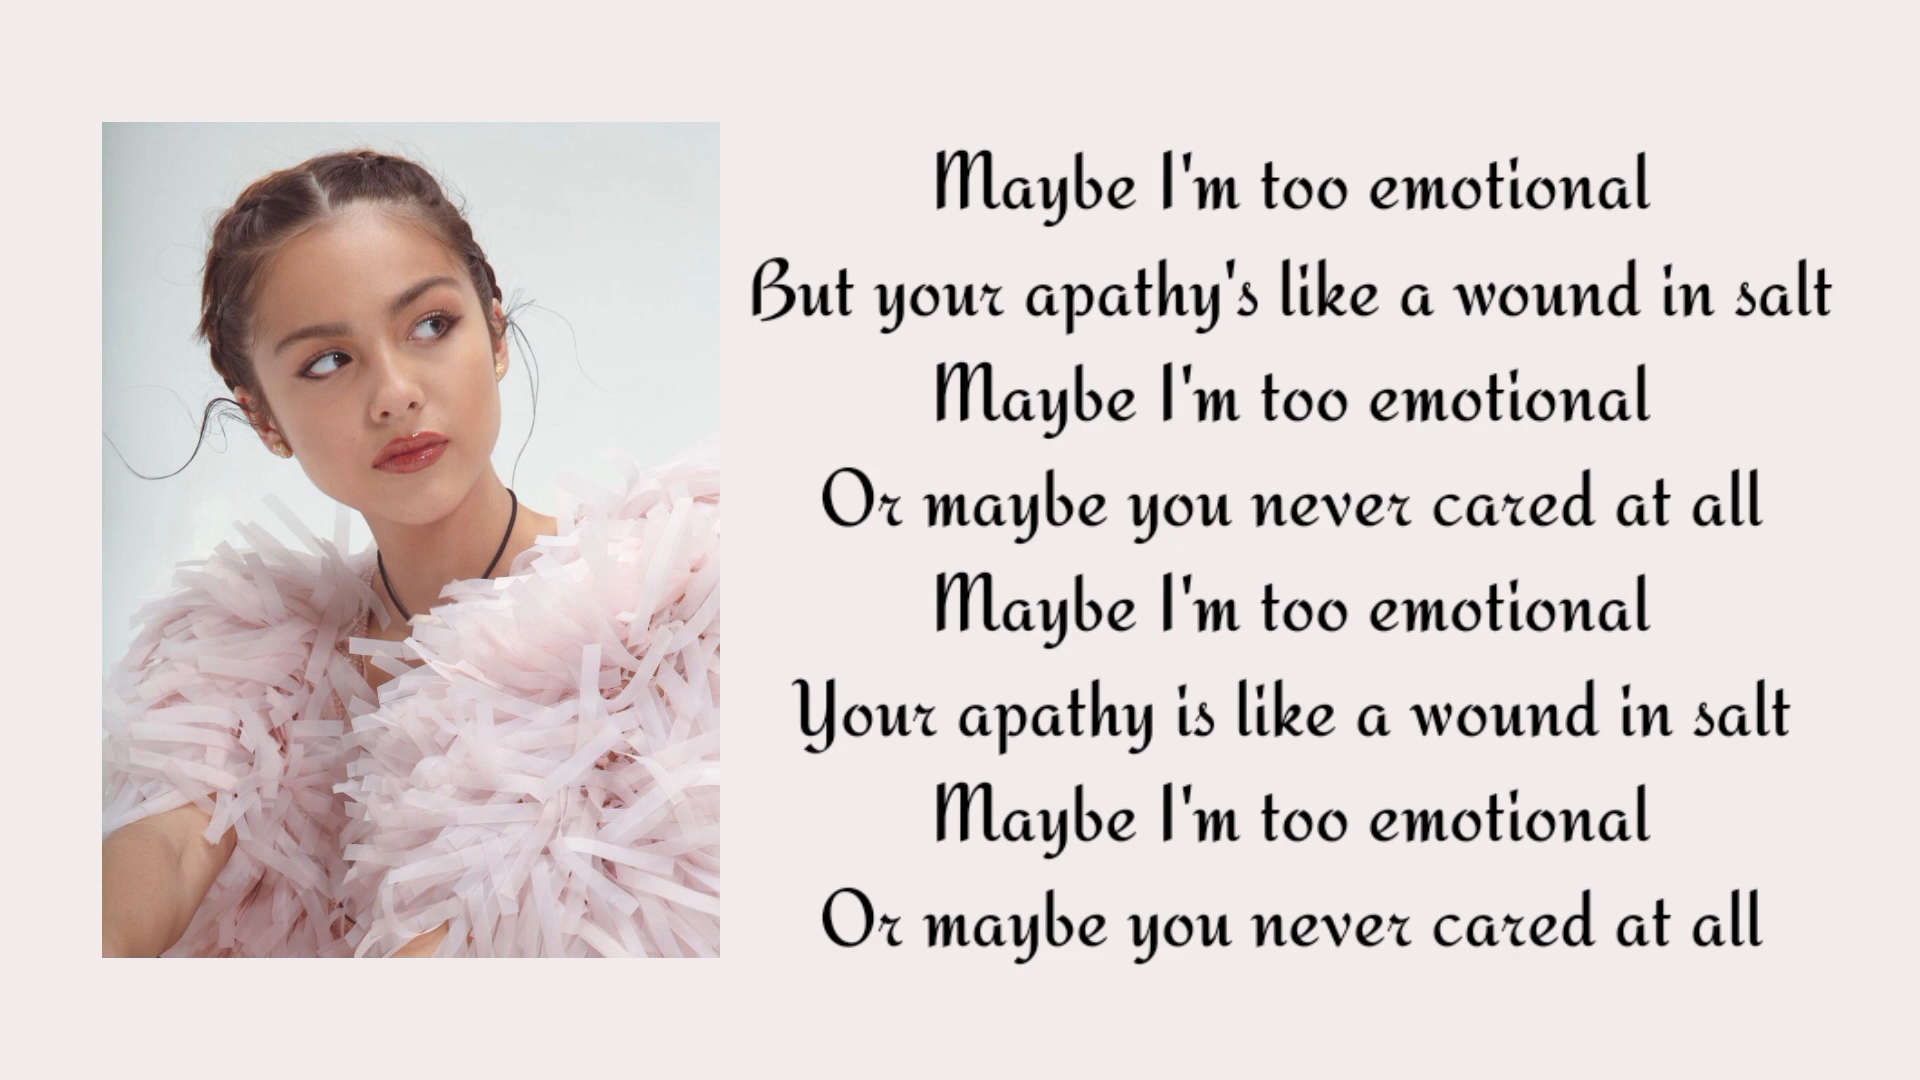 Maybe I'm too emotional
But your apathy's like a wound in salt
Maybe I'm too emotional
Or maybe you never cared at all
Maybe I'm too emotional
Your apathy is like a wound in salt
Maybe I'm too emotional
Or maybe you never cared at all